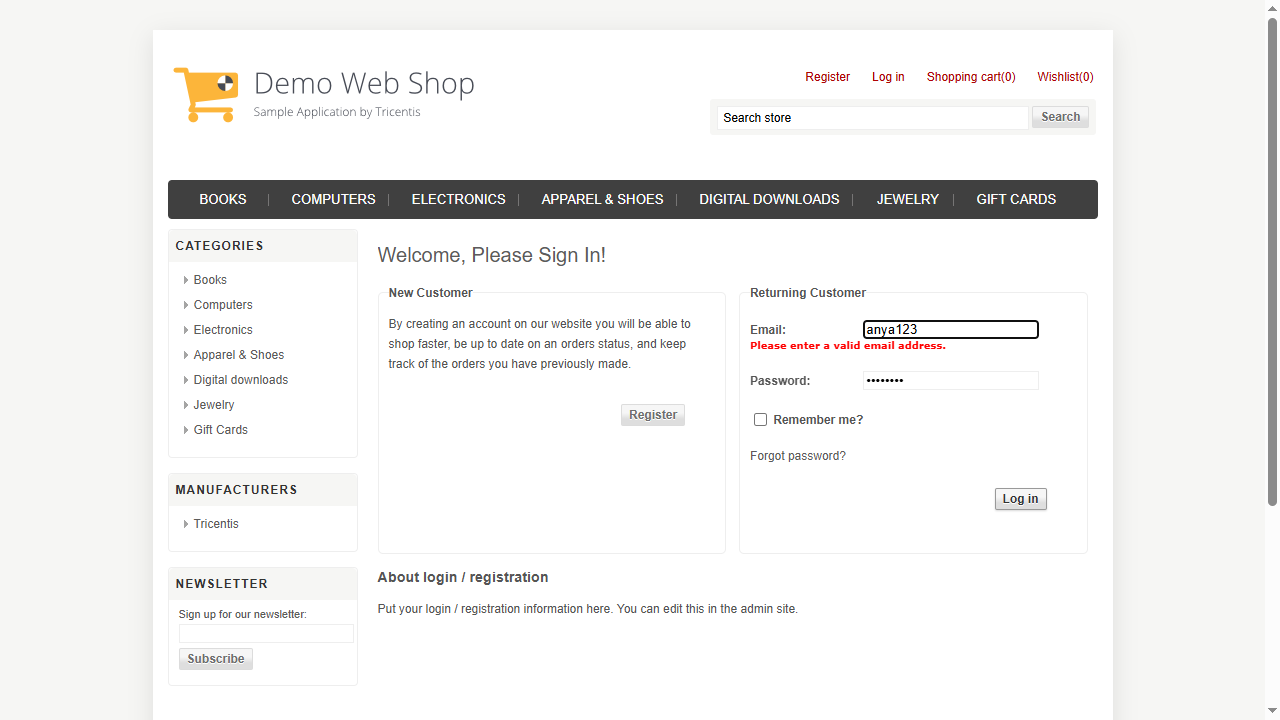 Demo Web Shop
Sample Application by Tricentis
Register Log in Shopping cart(0) Wishlist(0)
Search store Search
BOOKS COMPUTERS ELECTRONICS APPAREL & SHOES DIGITAL DOWNLOADS JEWELRY GIFT CARDS
CATEGORIES
Books
Computers
Electronics
Apparel & Shoes
Digital downloads
Jewelry
Gift Cards
MANUFACTURERS
Tricentis
NEWSLETTER
Sign up for our newsletter:
Subscribe
Welcome, Please Sign In!
New Customer
By creating an account on our website you will be able to
shop faster, be up to date on an orders status, and keep
track of the orders you have previously made.
Register
Returning Customer
Email: anya123
Please enter a valid email address.
Password: ••••••••
Remember me?
Forgot password?
Log in
About login / registration
Put your login / registration information here. You can edit this in the admin site.